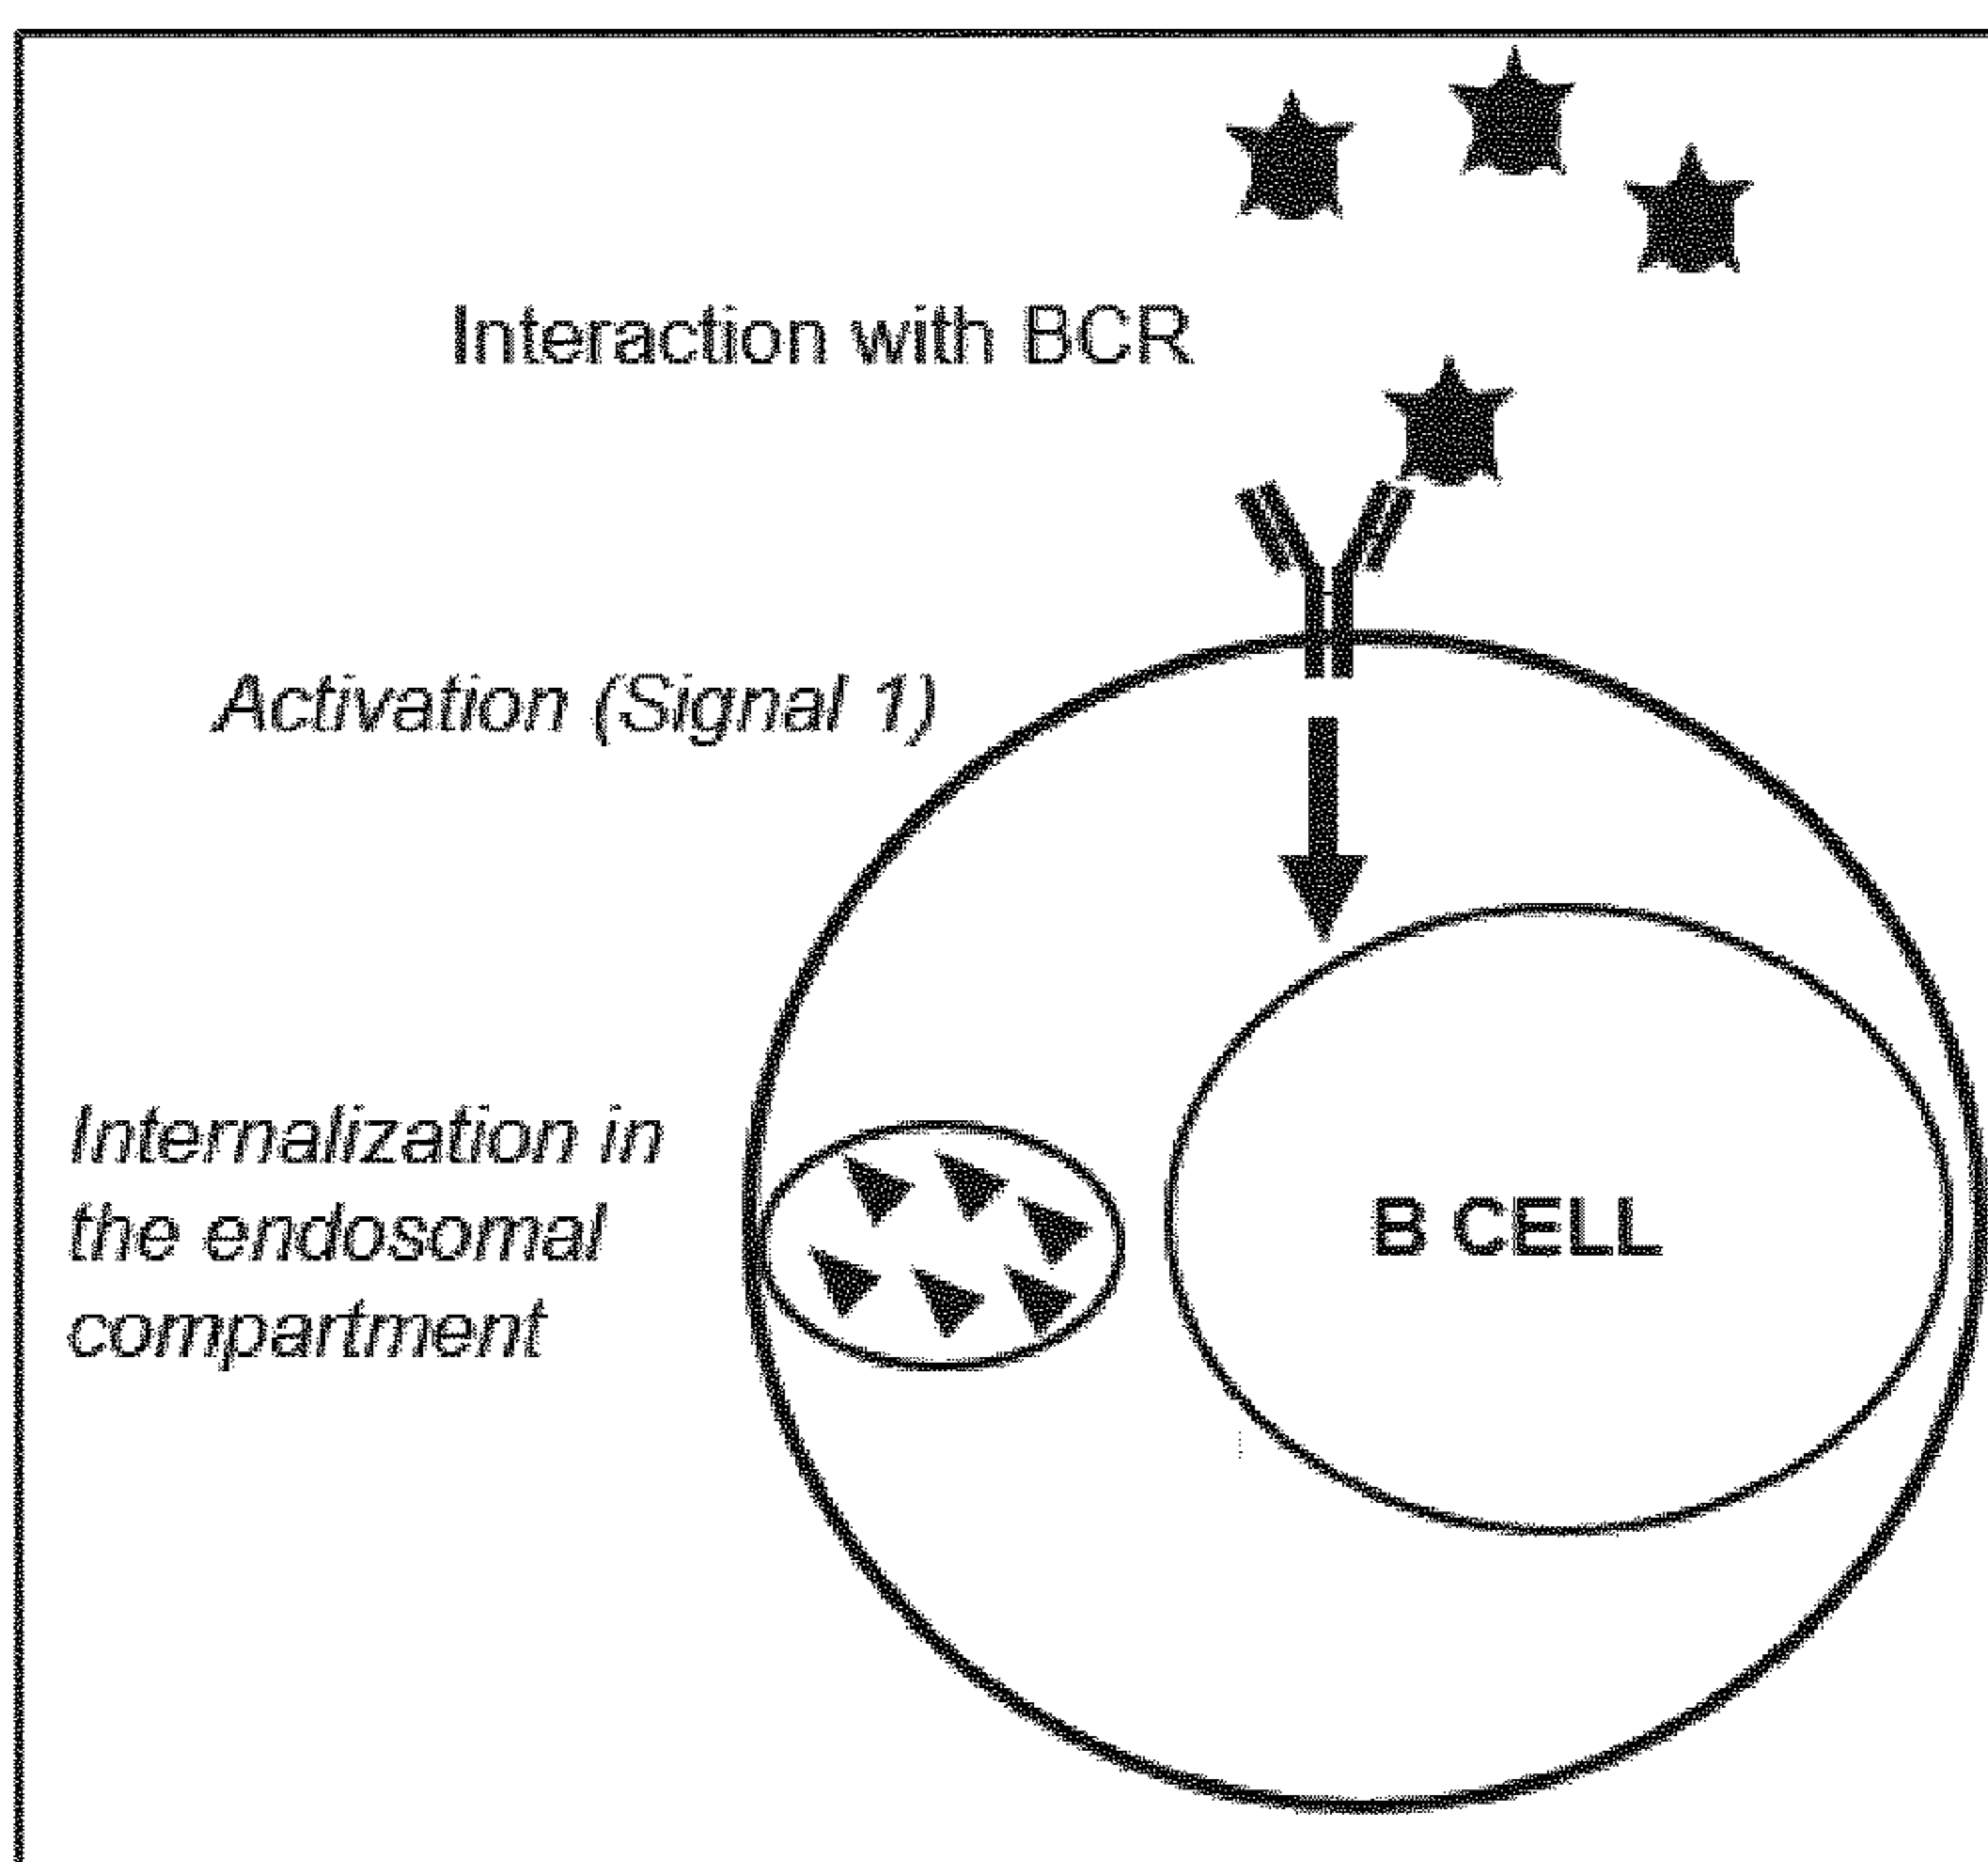 Interaction with BCR
Activation (Signal 1)
Internalization in
the endosomal
compartment
B CELL